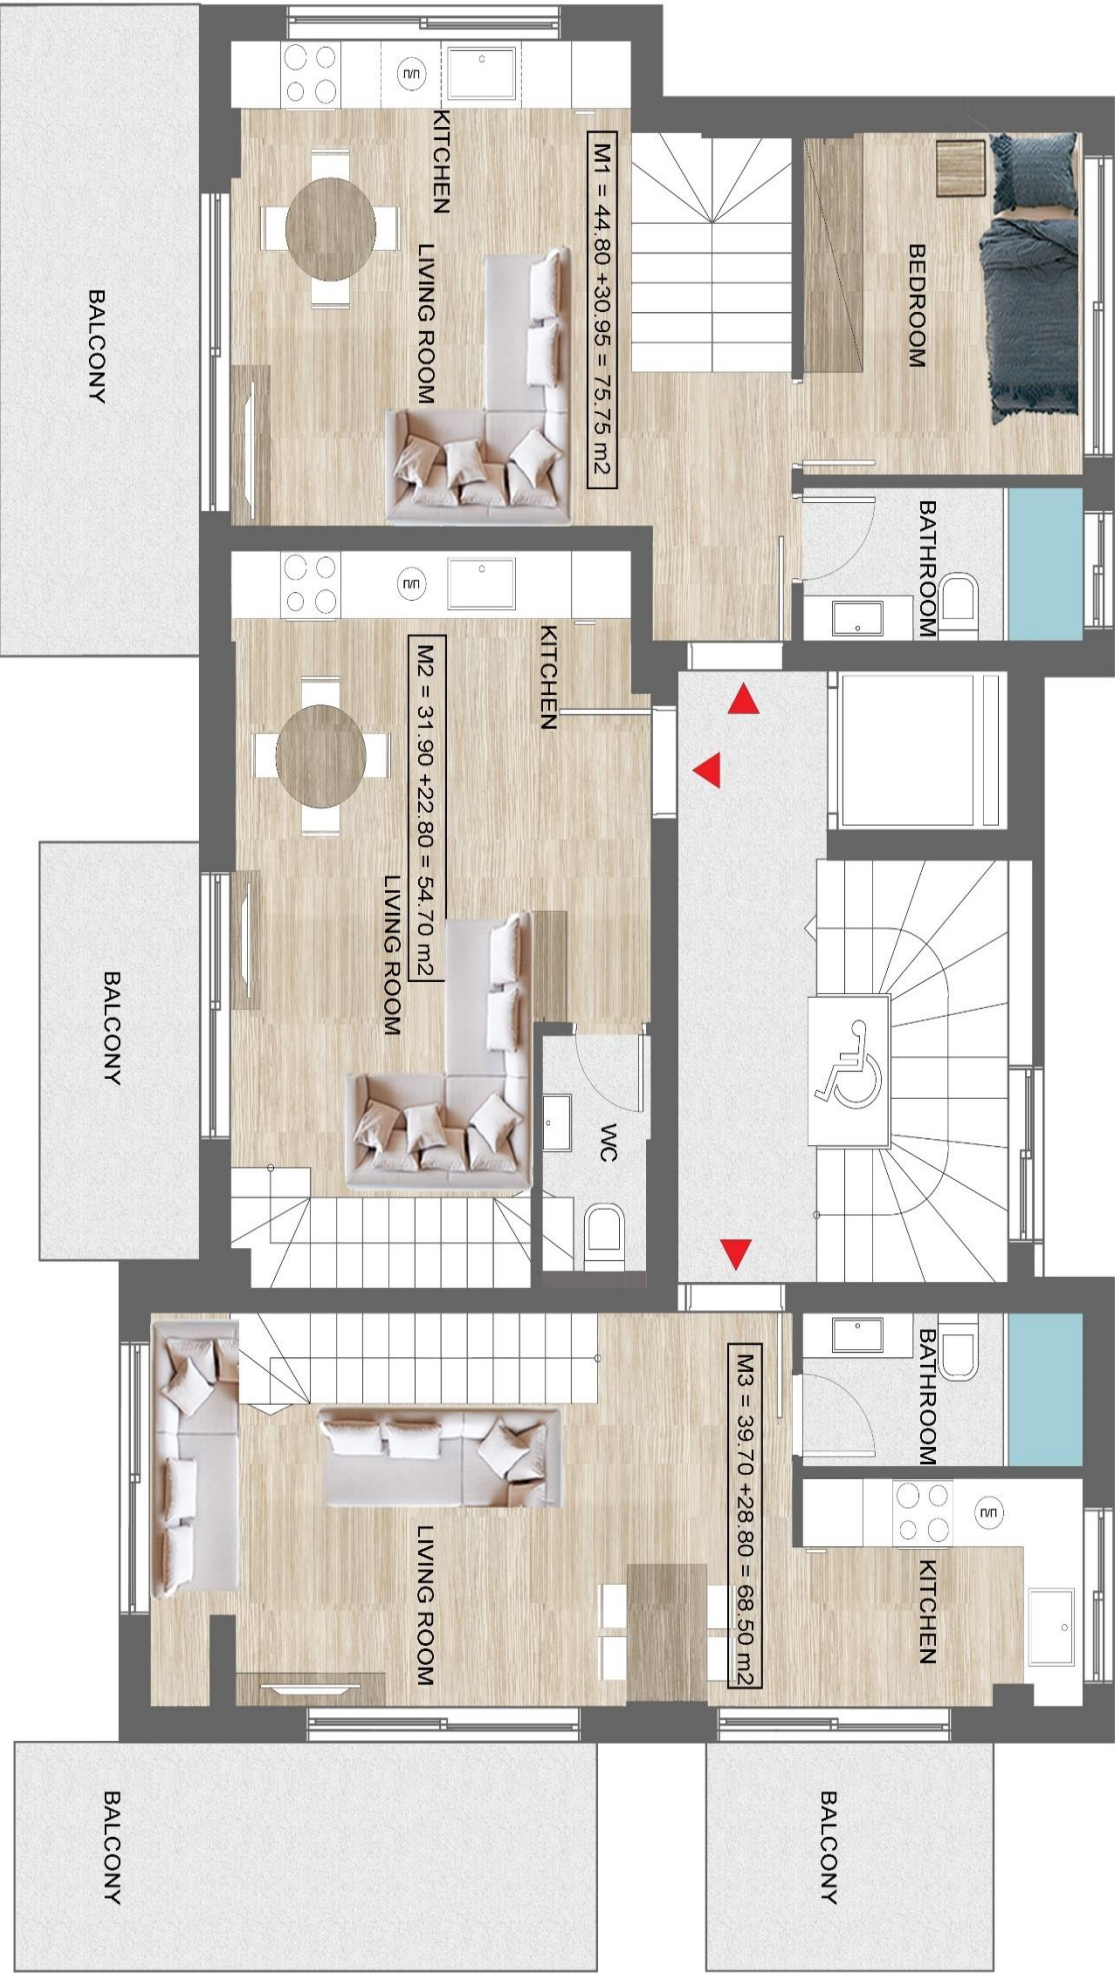 BEDROOM
BATHROOM
BATHROOM
KITCHEN
BALCONY
M1 = 44.80 +30.95 = 75.75 m2
M3 = 39.70 +28.80 = 68.50 m2
WC
KITCHEN
KITCHEN
LIVING ROOM
M2 = 31.90 +22.80 = 54.70 m2
LIVING ROOM
LIVING ROOM
П/П
П/П
П/П
BALCONY
BALCONY
BALCONY